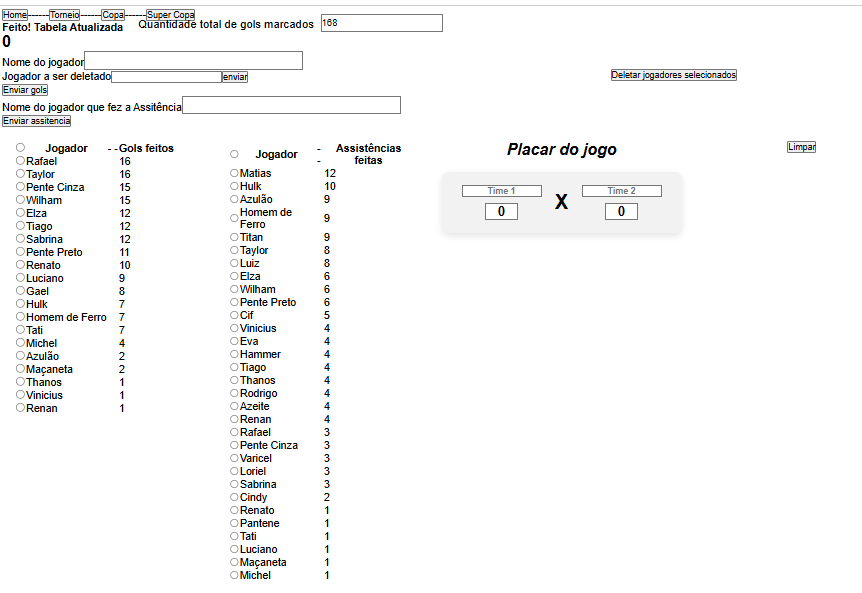 Home------Torneio------Copa------Super Copa
Feito! Tabela Atualizada
Quantidade total de gols marcados 168
0
Nome do jogador
Jogador a ser deletado enviar
Deletar jogadores selecionados
Enviar gols
Nome do jogador que fez a Assitência
Enviar assitencia
Jogador - - Gols feitos
Rafael 16
Taylor 16
Pente Cinza 15
Wilham 15
Elza 12
Tiago 12
Sabrina 12
Pente Preto 11
Renato 10
Luciano 9
Gael 8
Hulk 7
Homem de Ferro 7
Tati 7
Michel 4
Azulão 2
Maçaneta 2
Thanos 1
Vinicius 1
Renan 1
Jogador - - Assistências feitas
Matias 12
Hulk 10
Azulão 9
Homem de Ferro 9
Titan 9
Taylor 8
Luiz 8
Elza 6
Wilham 6
Pente Preto 6
Cif 5
Vinicius 4
Eva 4
Hammer 4
Tiago 4
Thanos 4
Rodrigo 4
Azeite 4
Renan 4
Rafael 3
Pente Cinza 3
Varicel 3
Loriel 3
Sabrina 3
Cindy 2
Renato 1
Pantene 1
Tati 1
Luciano 1
Maçaneta 1
Michel 1
Placar do jogo
Time 1 X Time 2
0 0
Limpar